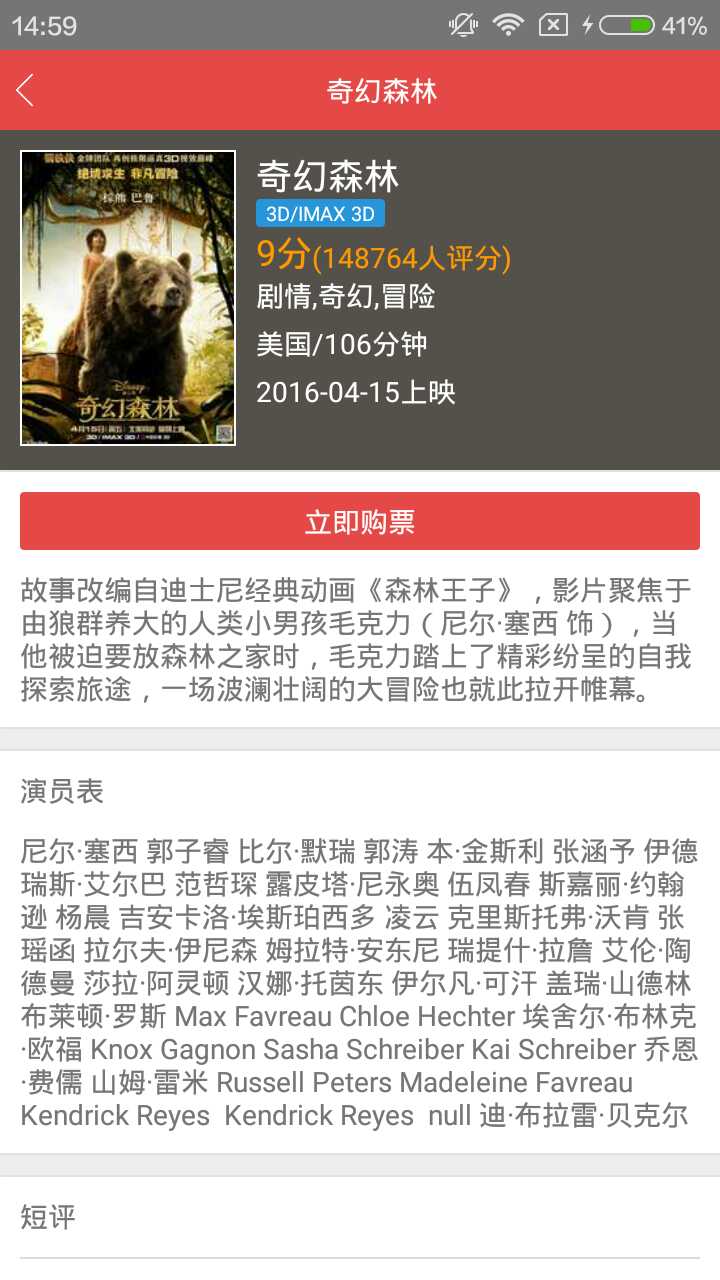 14:59
41%
奇幻森林
绝境求生 非凡冒险
棕熊 巴鲁
Disney
奇幻森林
奇幻森林
3D/IMAX 3D
9分(148764人评分)
剧情,奇幻,冒险
美国/106分钟
2016-04-15上映
立即购票
故事改编自迪士尼经典动画《森林王子》，影片聚焦于
由狼群养大的人类小男孩毛克力（尼尔·塞西 饰），当
他被迫要放森林之家时，毛克力踏上了精彩纷呈的自我
探索旅途，一场波澜壮阔的大冒险也就此拉开帷幕。
演员表
尼尔·塞西 郭子睿 比尔·默瑞 郭涛 本·金斯利 张涵予 伊德
瑞斯·艾尔巴 范哲琛 露皮塔·尼永奥 伍凤春 斯嘉丽·约翰
逊 杨晨 吉安卡洛·埃斯珀西多 凌云 克里斯托弗·沃肯 张
瑶函 拉尔夫·伊尼森 姆拉特·安东尼 瑞提什·拉詹 艾伦·陶
德曼 莎拉·阿灵顿 汉娜·托茵东 伊尔凡·可汗 盖瑞·山德林
布莱顿·罗斯 Max Favreau Chloe Hechter 埃舍尔·布林克
·欧福 Knox Gagnon Sasha Schreiber Kai Schreiber 乔恩
·费儒 山姆·雷米 Russell Peters Madeleine Favreau
Kendrick Reyes  Kendrick Reyes  null 迪·布拉雷·贝克尔
短评